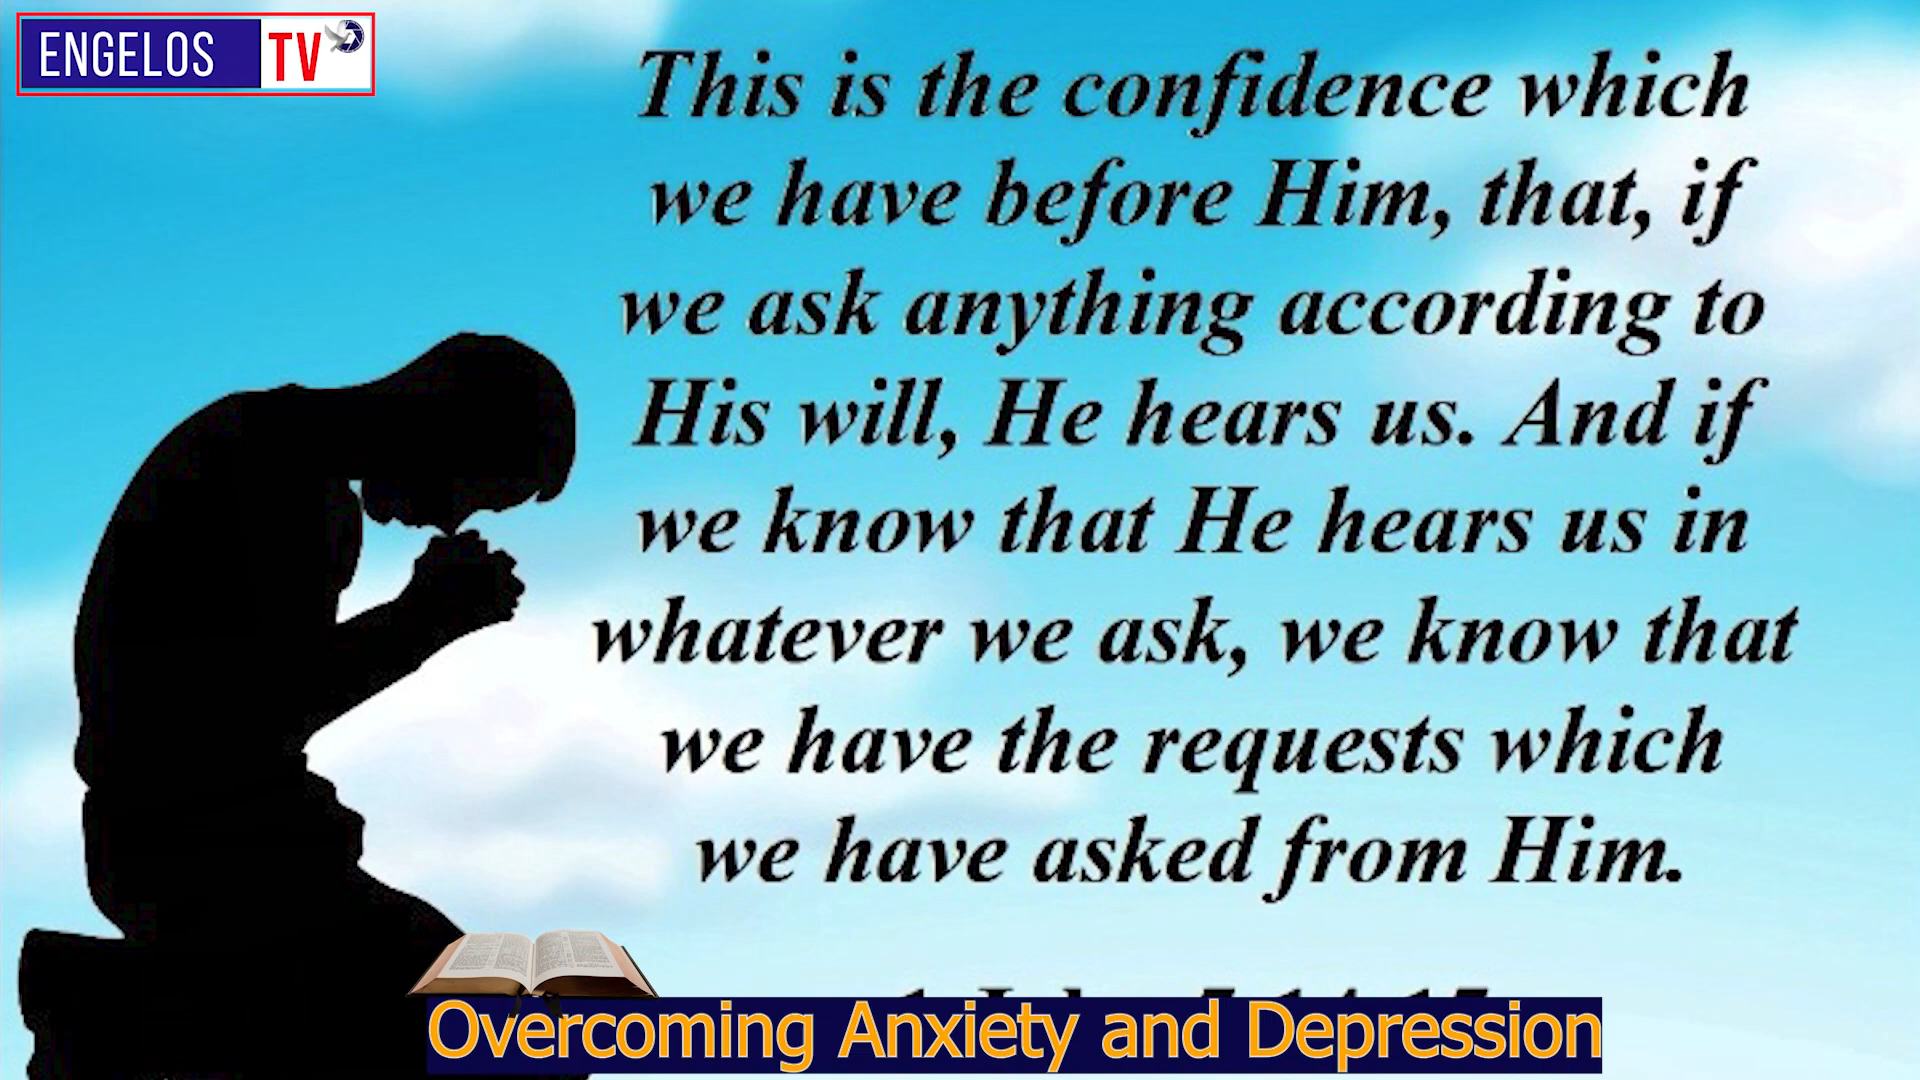 ENGELOS TV
This is the confidence which
we have before Him, that, if
we ask anything according to
His will, He hears us. And if
we know that He hears us in
whatever we ask, we know that
we have the requests which
we have asked from Him.
Overcoming Anxiety and Depression